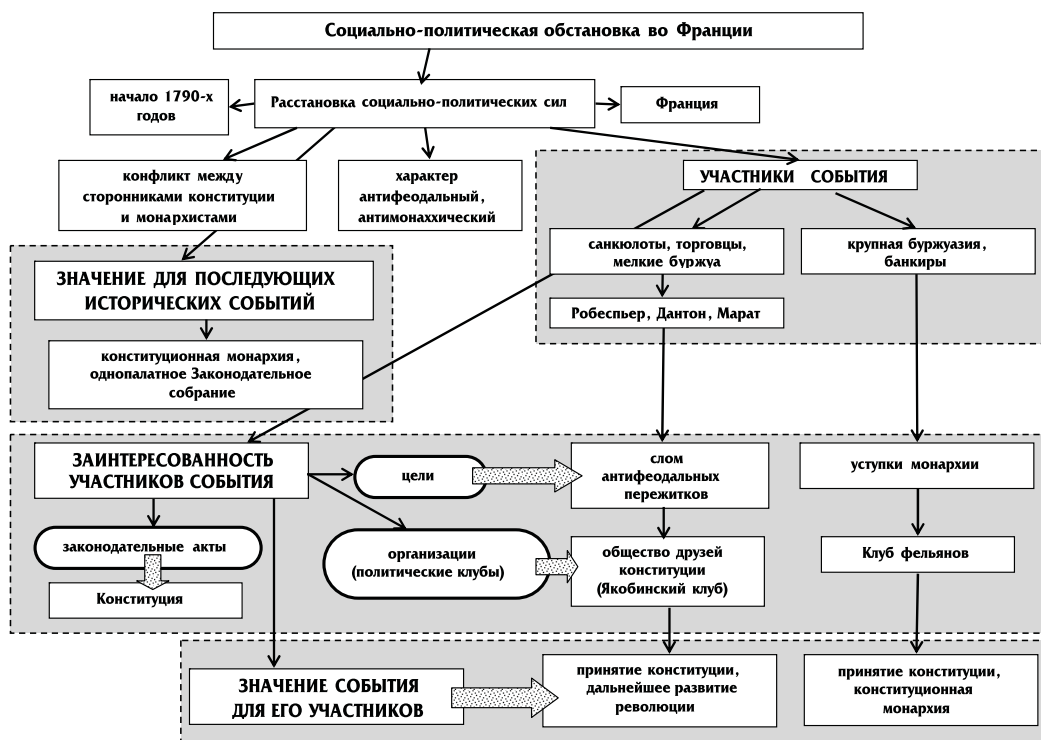 Социально-политическая обстановка во Франции
начало 1790-х
годов
Расстановка социально-политических сил
Франция
конфликт между
сторонниками конституции
и монархистами
характер
антифеодальный,
антимонаххический
УЧАСТНИКИ СОБЫТИЯ
санкюлоты, торговцы,
мелкие буржуа
крупная буржуазия,
банкиры
Робеспьер, Дантон, Марат
ЗНАЧЕНИЕ ДЛЯ ПОСЛЕДУЮЩИХ
ИСТОРИЧЕСКИХ СОБЫТИЙ
конституционная монархия,
однопалатное Законодательное
собрание
ЗАИНТЕРЕСОВАННОСТЬ
УЧАСТНИКОВ СОБЫТИЯ
цели
слом
антифеодальных
пережитков
уступки монархии
законодательные акты
Конституция
организации
(политические клубы)
общество друзей
конституции
(Якобинский клуб)
Клуб фельянов
ЗНАЧЕНИЕ СОБЫТИЯ
ДЛЯ ЕГО УЧАСТНИКОВ
принятие конституции,
дальнейшее развитие
революции
принятие конституции,
конституционная
монархия